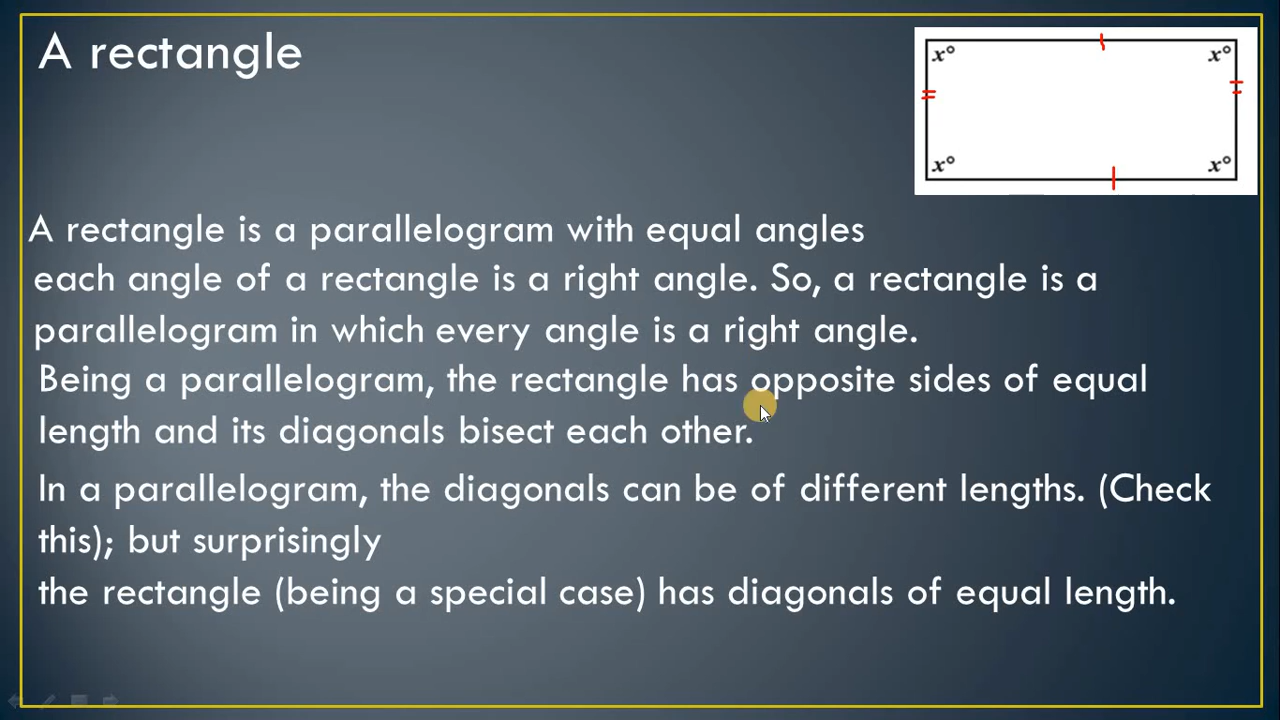 A rectangle
x° x°
x° x°
A rectangle is a parallelogram with equal angles
each angle of a rectangle is a right angle. So, a rectangle is a
parallelogram in which every angle is a right angle.
Being a parallelogram, the rectangle has opposite sides of equal
length and its diagonals bisect each other.
In a parallelogram, the diagonals can be of different lengths. (Check
this); but surprisingly
the rectangle (being a special case) has diagonals of equal length.